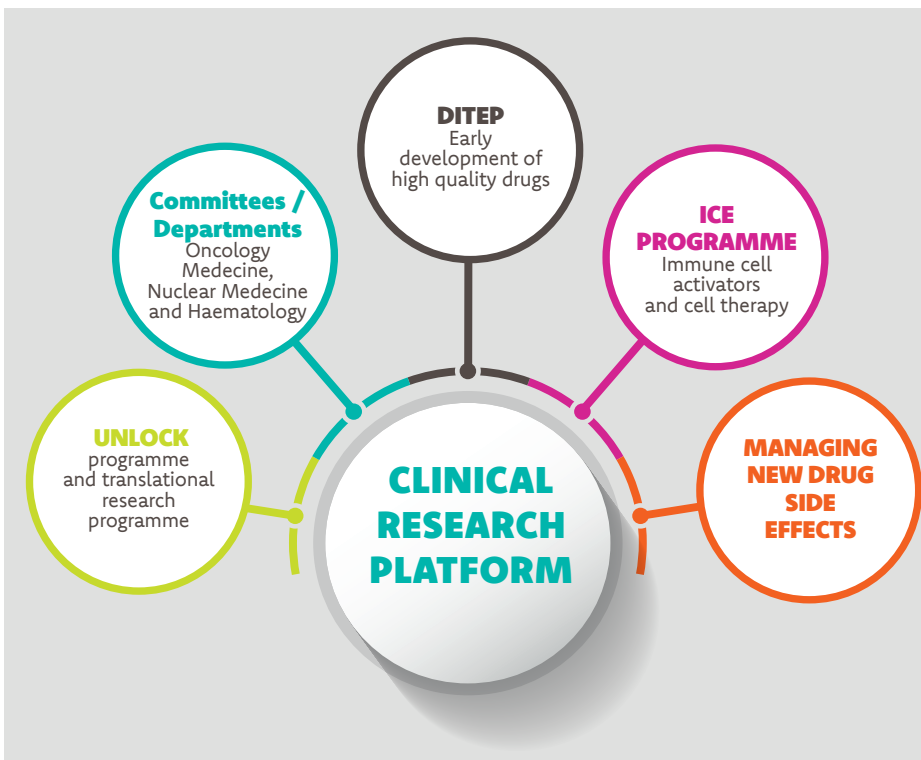 DITEP
Early
development of
high quality drugs
Committees /
Departments
Oncology
Medecine,
Nuclear Medecine
and Haematology
ICE
PROGRAMME
Immune cell
activators
and cell therapy
UNLOCK
programme
and translational
research
programme
MANAGING
NEW DRUG
SIDE
EFFECTS
CLINICAL
RESEARCH
PLATFORM